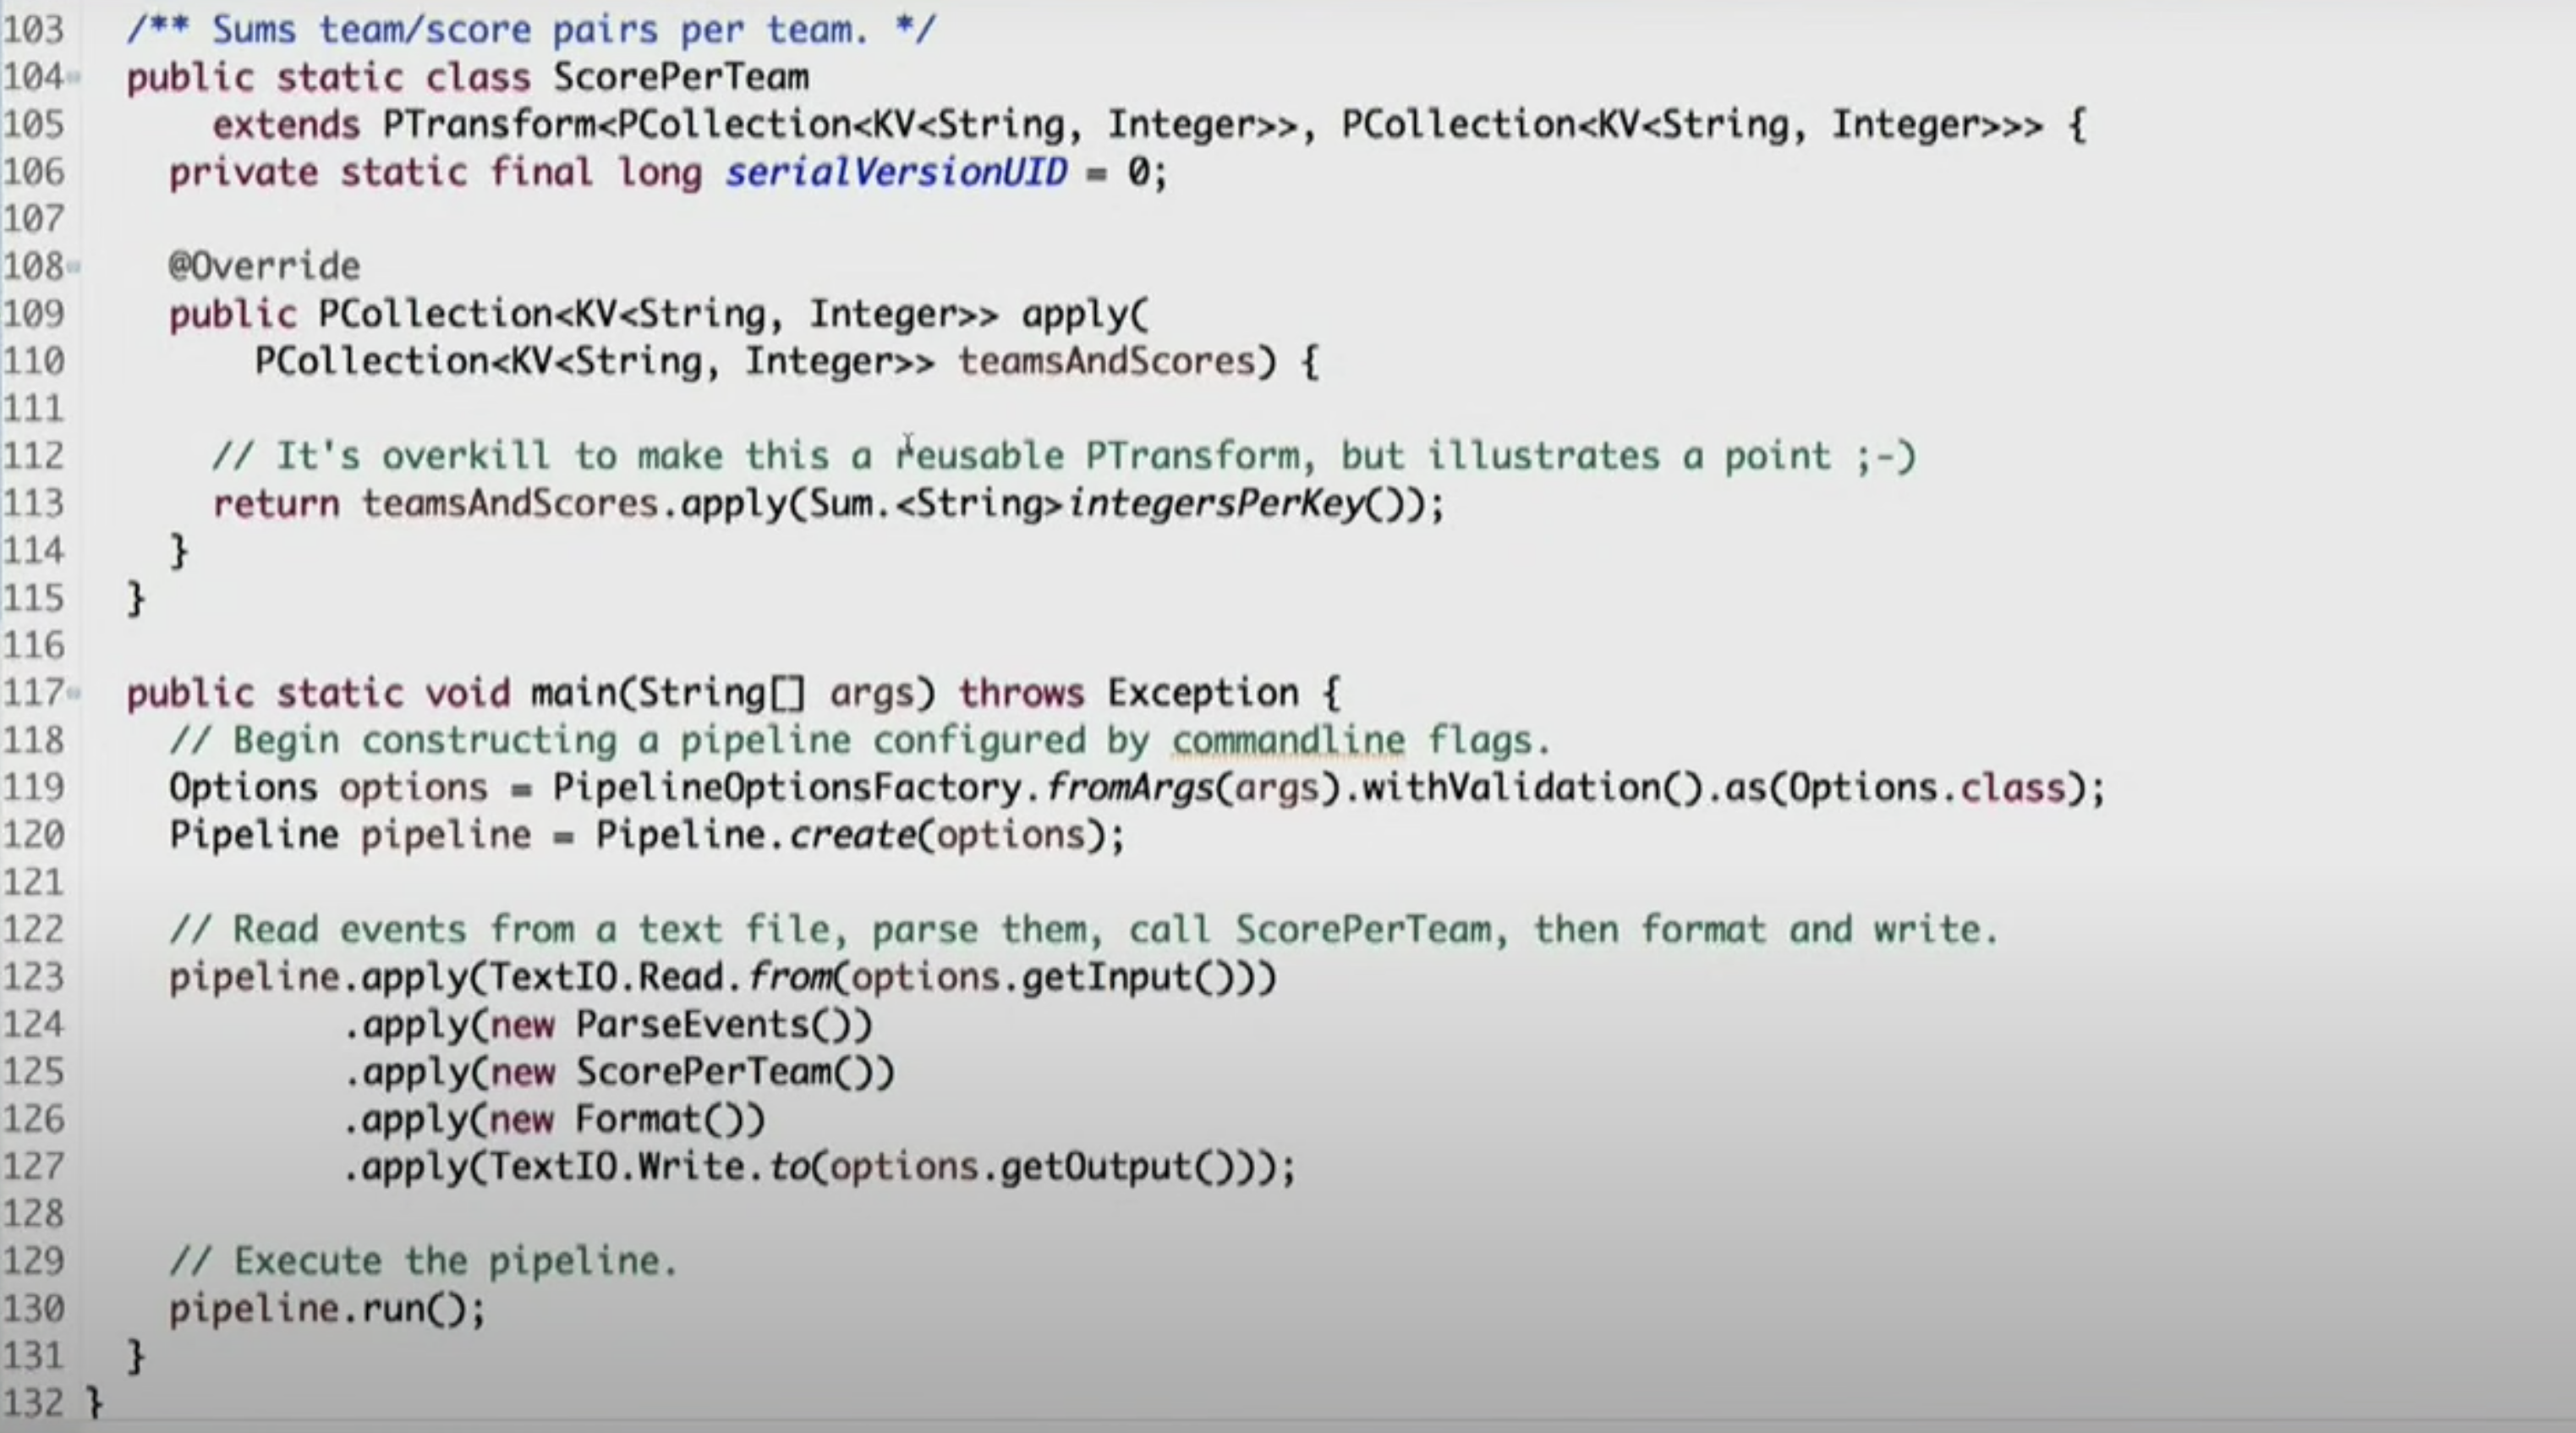 103 /** Sums team/score pairs per team. */
104 public static class ScorePerTeam
105 extends PTransform<PCollection<KV<String, Integer>>, PCollection<KV<String, Integer>>> {
106 private static final long serialVersionUID = 0;
107
108 @Override
109 public PCollection<KV<String, Integer>> apply(
110 PCollection<KV<String, Integer>> teamsAndScores) {
111
112 // It's overkill to make this a reusable PTransform, but illustrates a point ;-)
113 return teamsAndScores.apply(Sum.<String>integersPerKey());
114 }
115 }
116
117 public static void main(String[] args) throws Exception {
118 // Begin constructing a pipeline configured by commandline flags.
119 Options options = PipelineOptionsFactory.fromArgs(args).withValidation().as(Options.class);
120 Pipeline pipeline = Pipeline.create(options);
121
122 // Read events from a text file, parse them, call ScorePerTeam, then format and write.
123 pipeline.apply(TextIO.Read.from(options.getInput()))
124 .apply(new ParseEvents())
125 .apply(new ScorePerTeam())
126 .apply(new Format())
127 .apply(TextIO.Write.to(options.getOutput()));
128
129 // Execute the pipeline.
130 pipeline.run();
131 }
132 }